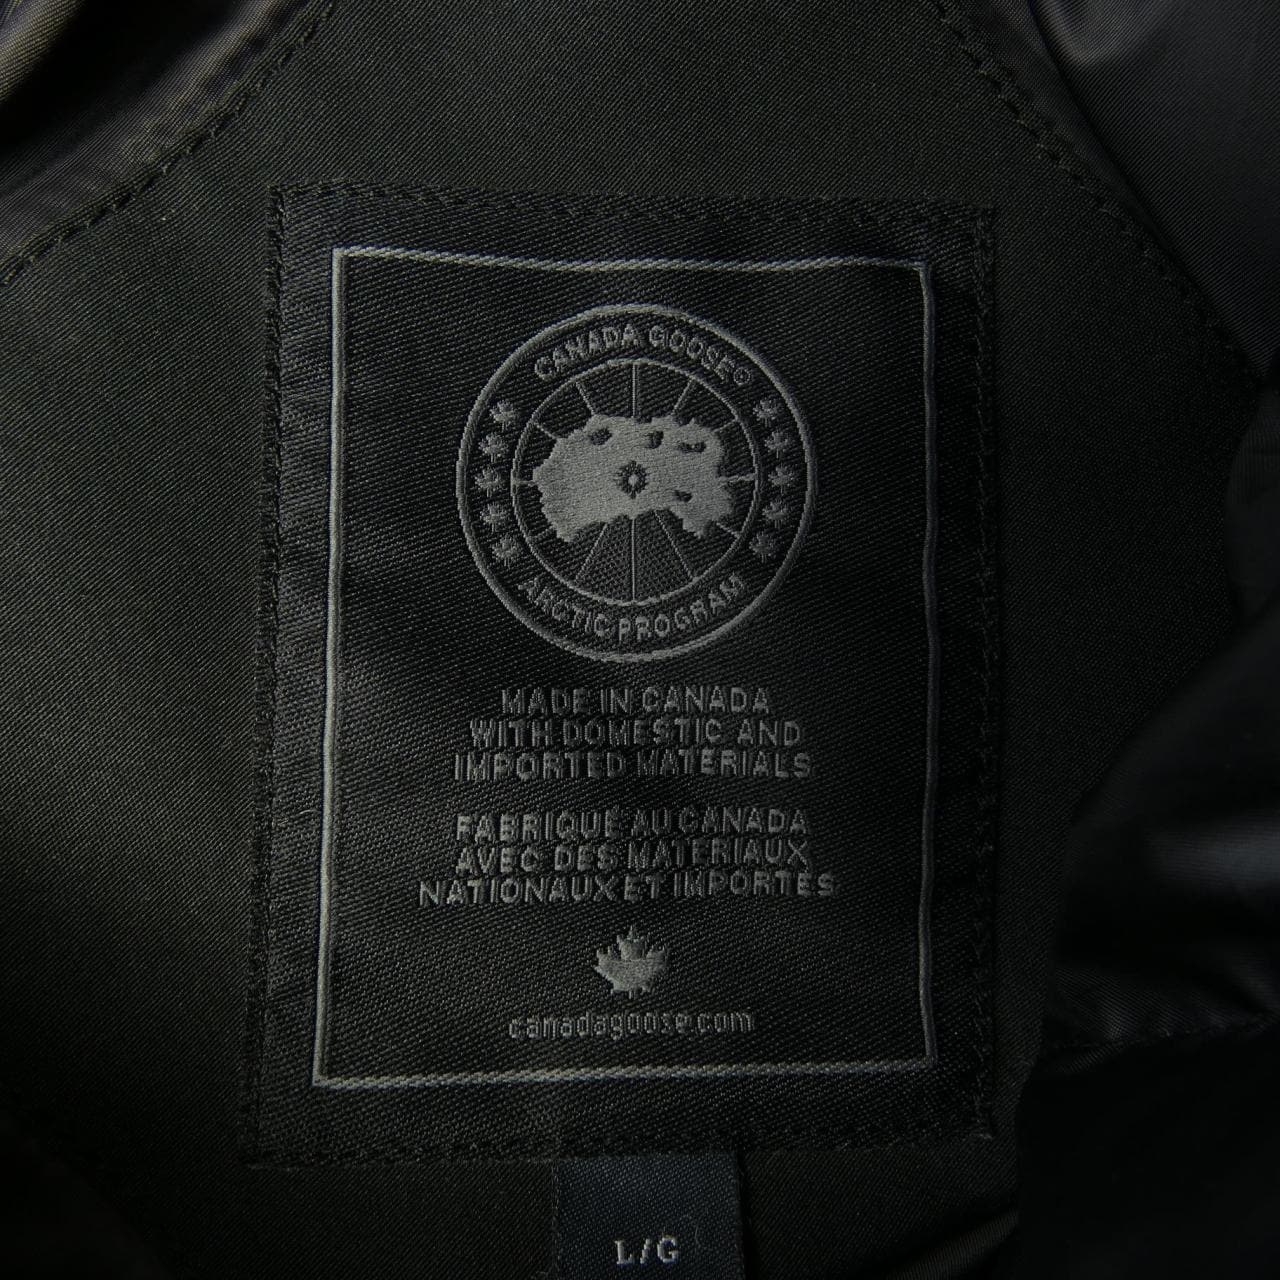 CANADA GOOSE®
ARCTIC PROGRAM
MADE IN CANADA
WITH DOMESTIC AND
IMPORTED MATERIALS
FABRIQUÉ AU CANADA
AVEC DES MATERIAUX
NATIONAUX ET IMPORTES
canadagoose.com
L/G